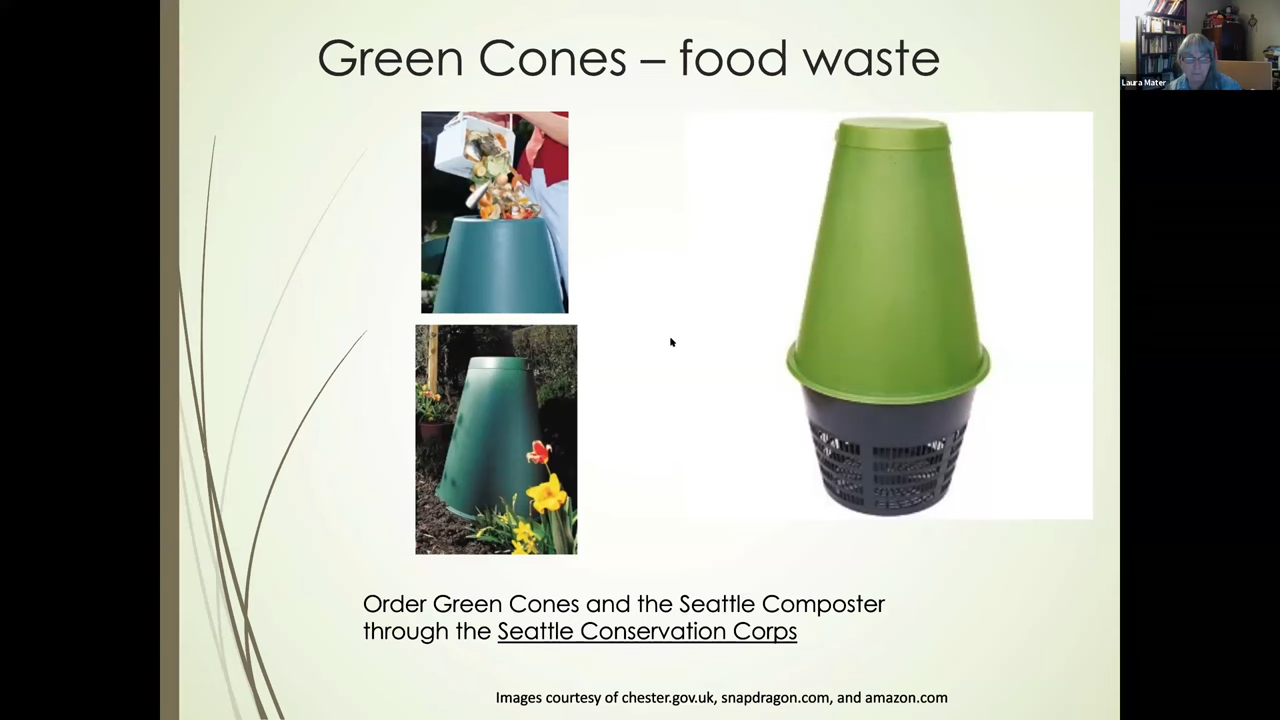 Green Cones – food waste
Laura Mater
Order Green Cones and the Seattle Composter
through the Seattle Conservation Corps
Images courtesy of chester.gov.uk, snapdragon.com, and amazon.com